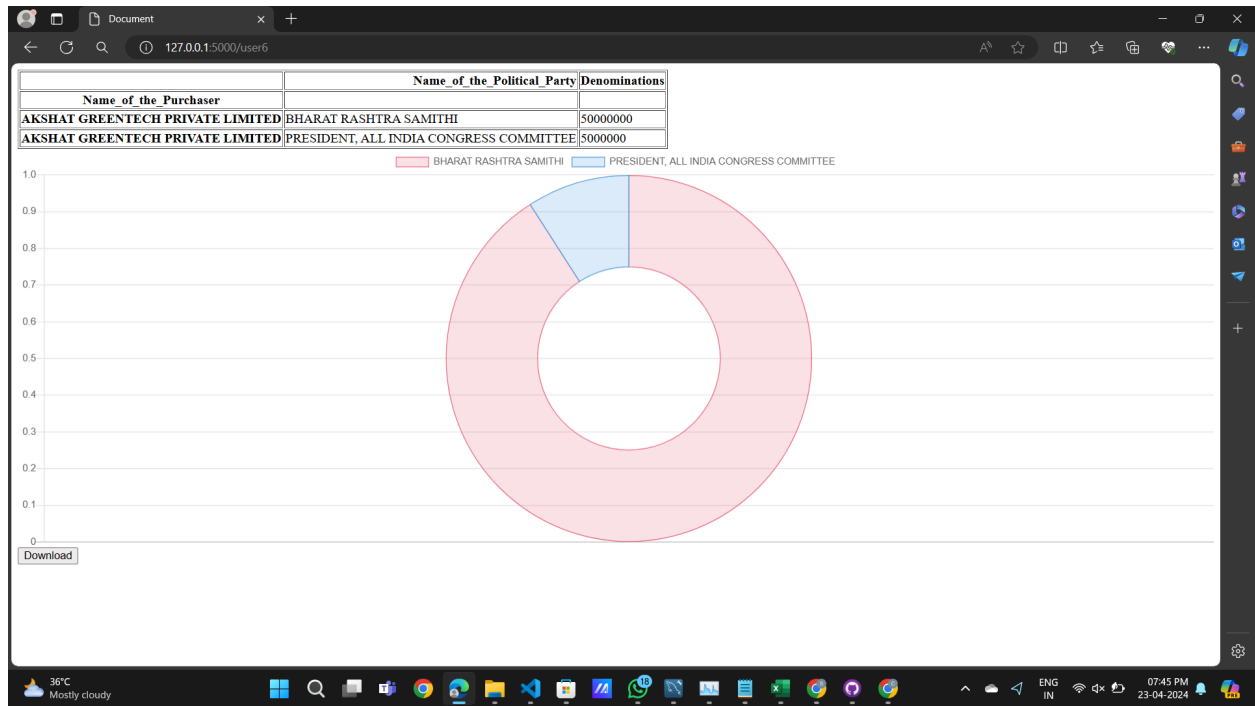 Document
127.0.0.1:5000/user6
Name_of_the_Political_Party Denominations
Name_of_the_Purchaser
AKSHAT GREENTECH PRIVATE LIMITED BHARAT RASHTRA SAMITHI 50000000
AKSHAT GREENTECH PRIVATE LIMITED PRESIDENT, ALL INDIA CONGRESS COMMITTEE 5000000
BHARAT RASHTRA SAMITHI PRESIDENT, ALL INDIA CONGRESS COMMITTEE
1.0
0.9
0.8
0.7
0.6
0.5
0.4
0.3
0.2
0.1
0
Download
36°C
Mostly cloudy
18
ENG
IN
07:45 PM
23-04-2024